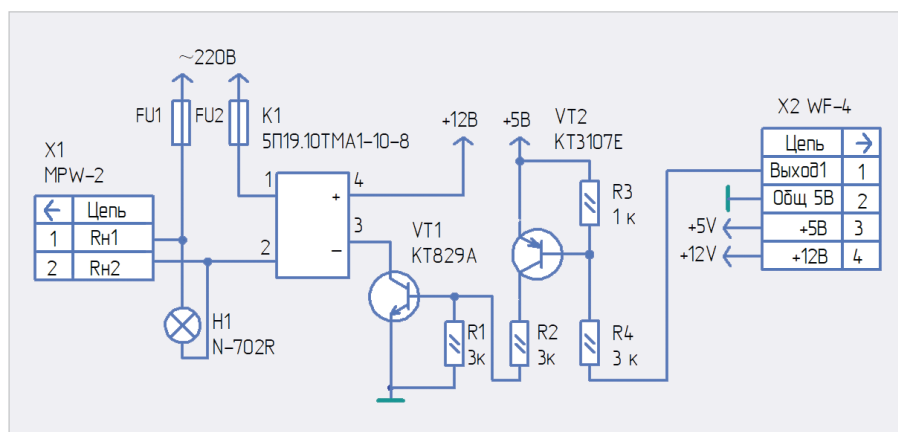 ~220В
FU1
FU2
К1
5П19.10ТМА1-10-8
+12В
+5В
VT2
КТ3107Е
X2 WF-4
Цепь
Выход1
1
Общ 5В
2
+5В
3
+12В
4
+5V
+12V
X1
MPW-2
Цепь
1
Rн1
2
Rн2
1
4
+
3
2
−
VT1
КТ829А
R3
1 к
H1
N-702R
R1
3к
R2
3к
R4
3 к